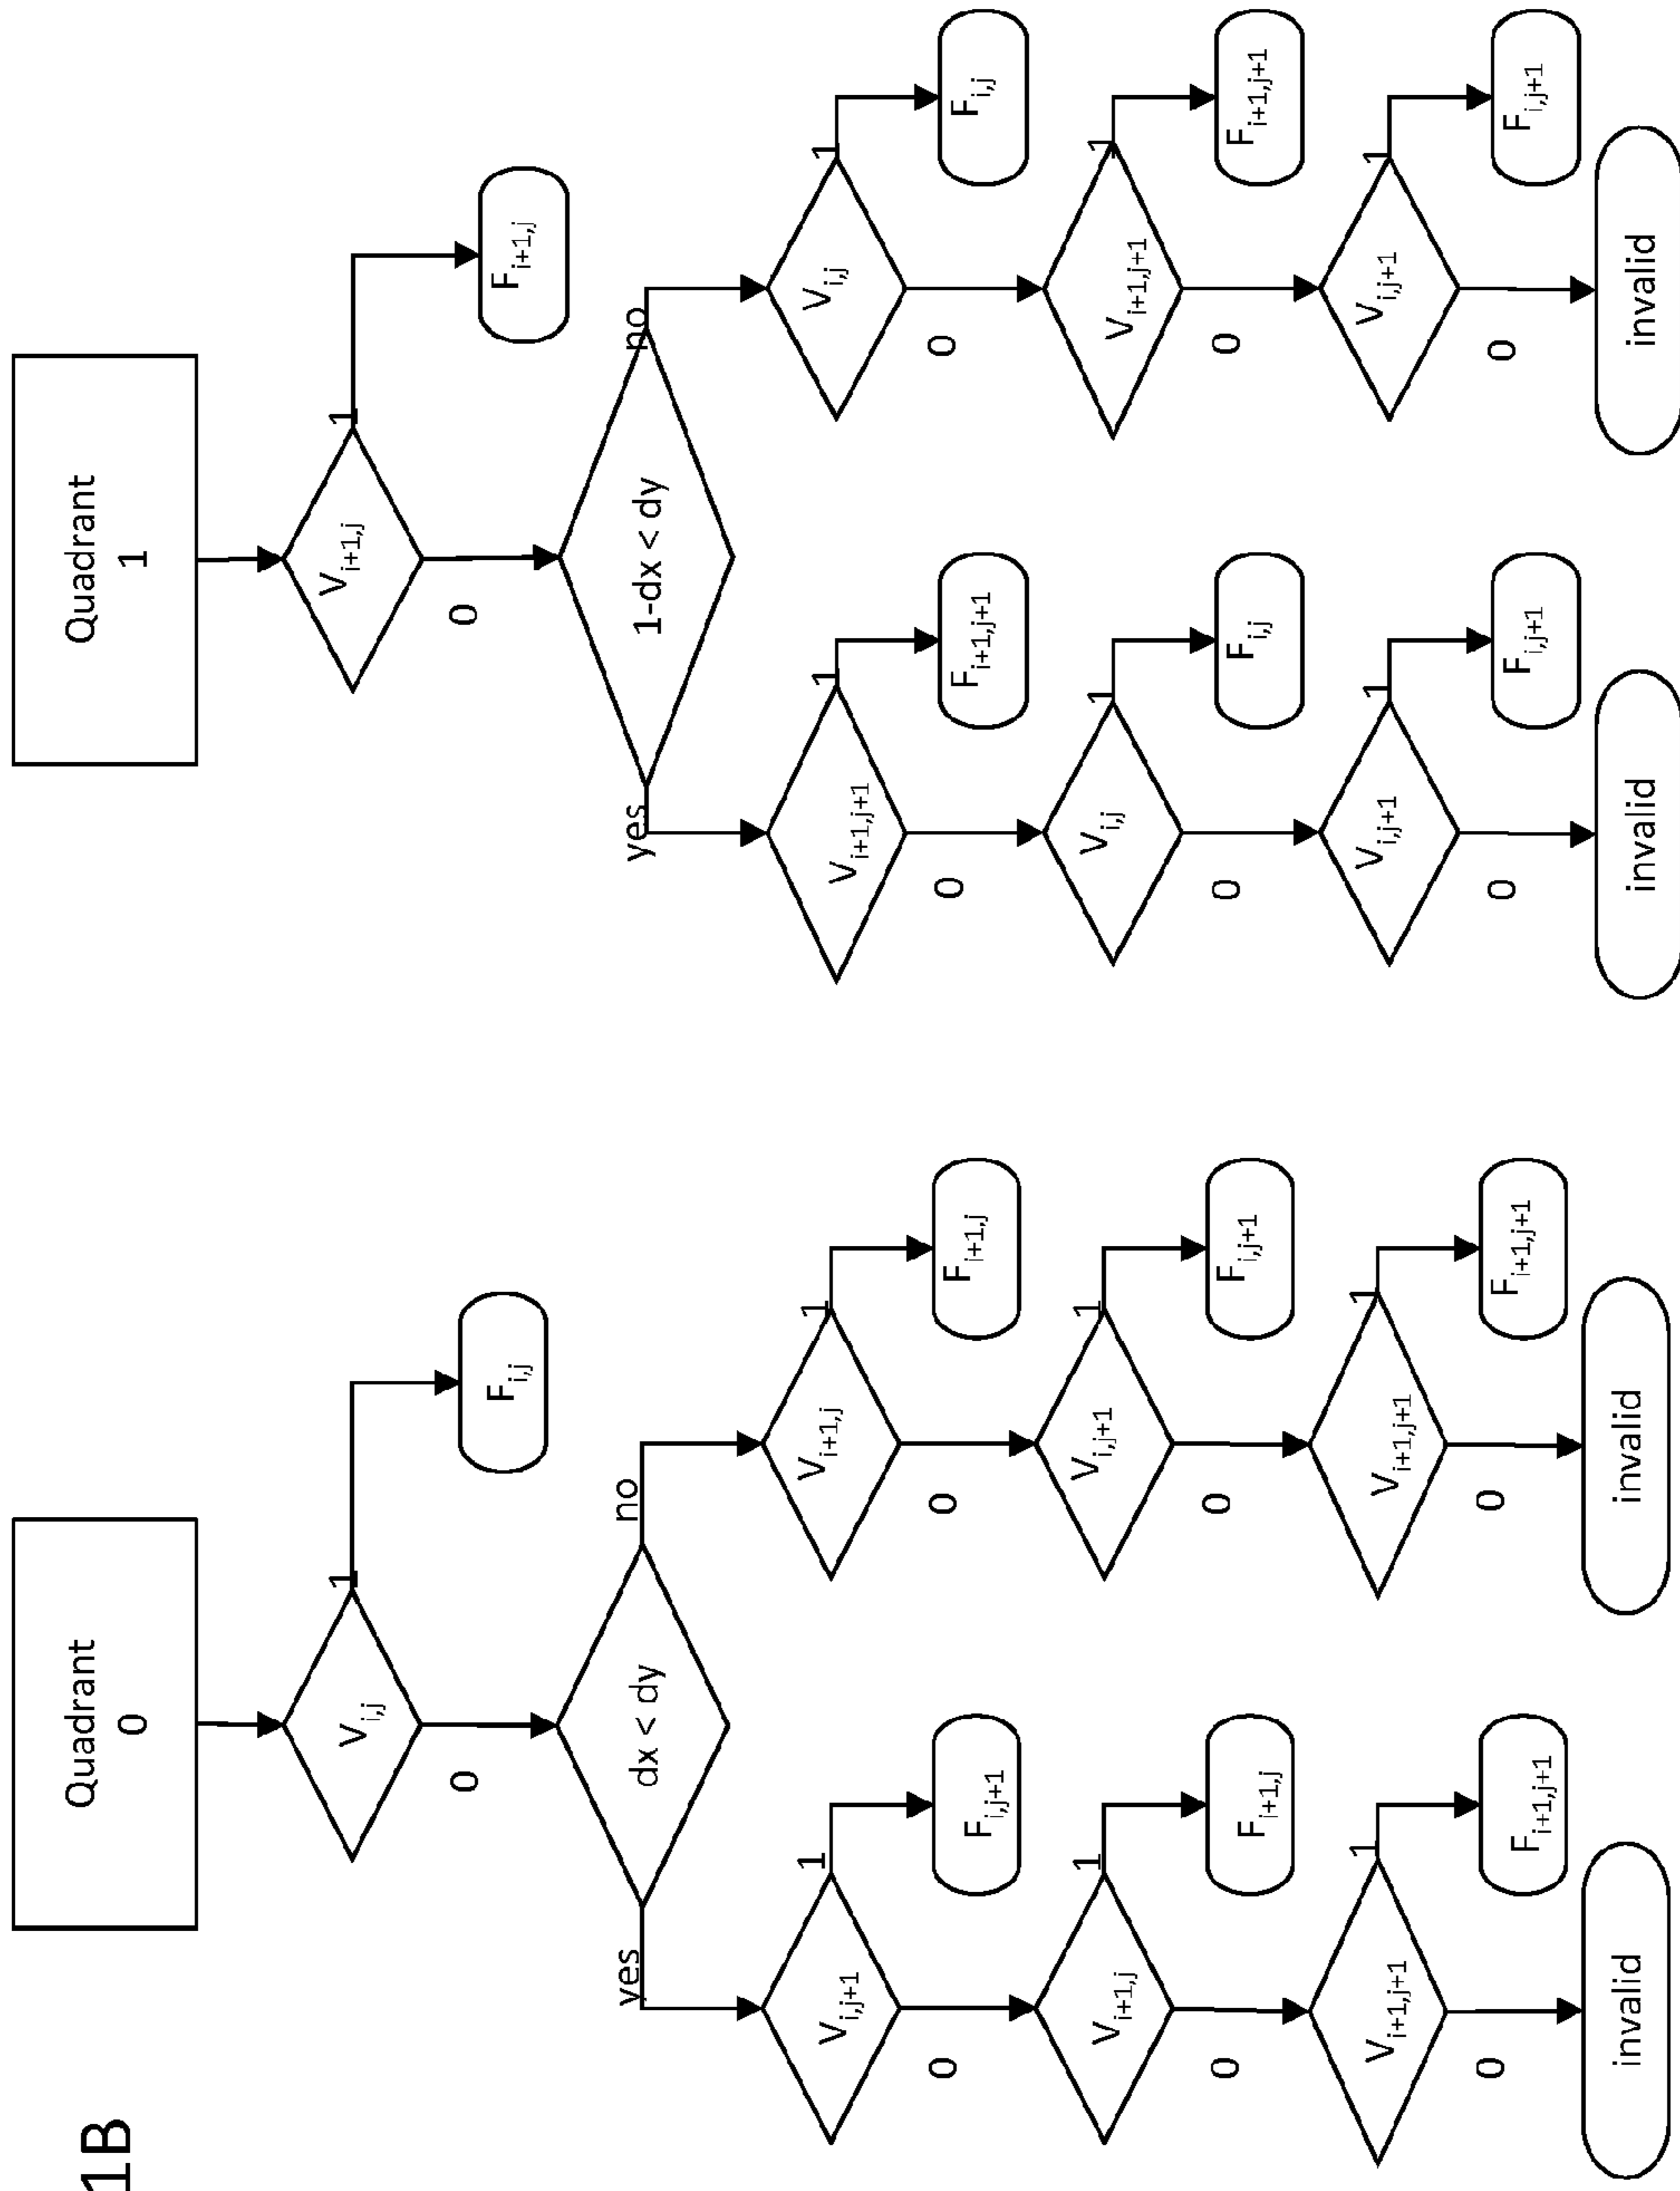 1B
Quadrant
0
V_{i,j}
1
F_{i,j}
0
dx < dy
yes
no
V_{i,j+1}
1
F_{i,j+1}
0
V_{i+1,j}
1
F_{i+1,j}
0
V_{i+1,j+1}
1
F_{i+1,j+1}
0
invalid
V_{i+1,j}
1
F_{i+1,j}
0
V_{i,j+1}
1
F_{i,j+1}
0
V_{i+1,j+1}
1
F_{i+1,j+1}
0
invalid
Quadrant
1
V_{i+1,j}
1
F_{i+1,j}
0
1-dx < dy
yes
no
V_{i+1,j+1}
1
F_{i+1,j+1}
0
V_{i,j}
1
F_{i,j}
0
V_{i,j+1}
1
F_{i,j+1}
0
invalid
V_{i,j}
1
F_{i,j}
0
V_{i+1,j+1}
1
F_{i+1,j+1}
0
V_{i,j+1}
1
F_{i,j+1}
0
invalid